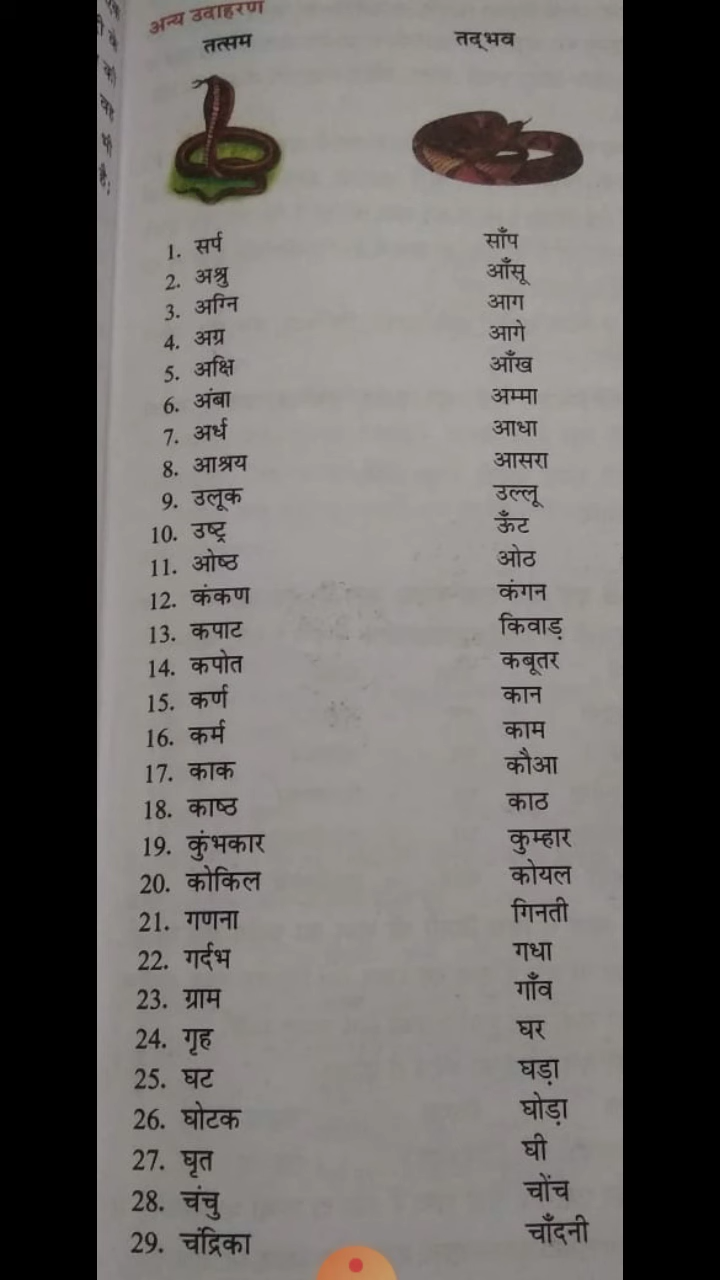 अन्य उदाहरण
तत्सम तद्‌भव
1. सर्प साँप
2. अश्रु आँसू
3. अग्नि आग
4. अग्र आगे
5. अक्षि आँख
6. अंबा अम्मा
7. अर्ध आधा
8. आश्रय आसरा
9. उलूक उल्लू
10. उष्ट्र ऊँट
11. ओष्ठ ओठ
12. कंकण कंगन
13. कपाट किवाड़
14. कपोत कबूतर
15. कर्ण कान
16. कर्म काम
17. काक कौआ
18. काष्ठ काठ
19. कुंभकार कुम्हार
20. कोकिल कोयल
21. गणना गिनती
22. गर्दभ गधा
23. ग्राम गाँव
24. गृह घर
25. घट घड़ा
26. घोटक घोड़ा
27. घृत घी
28. चंचु चोंच
29. चंद्रिका चाँदनी